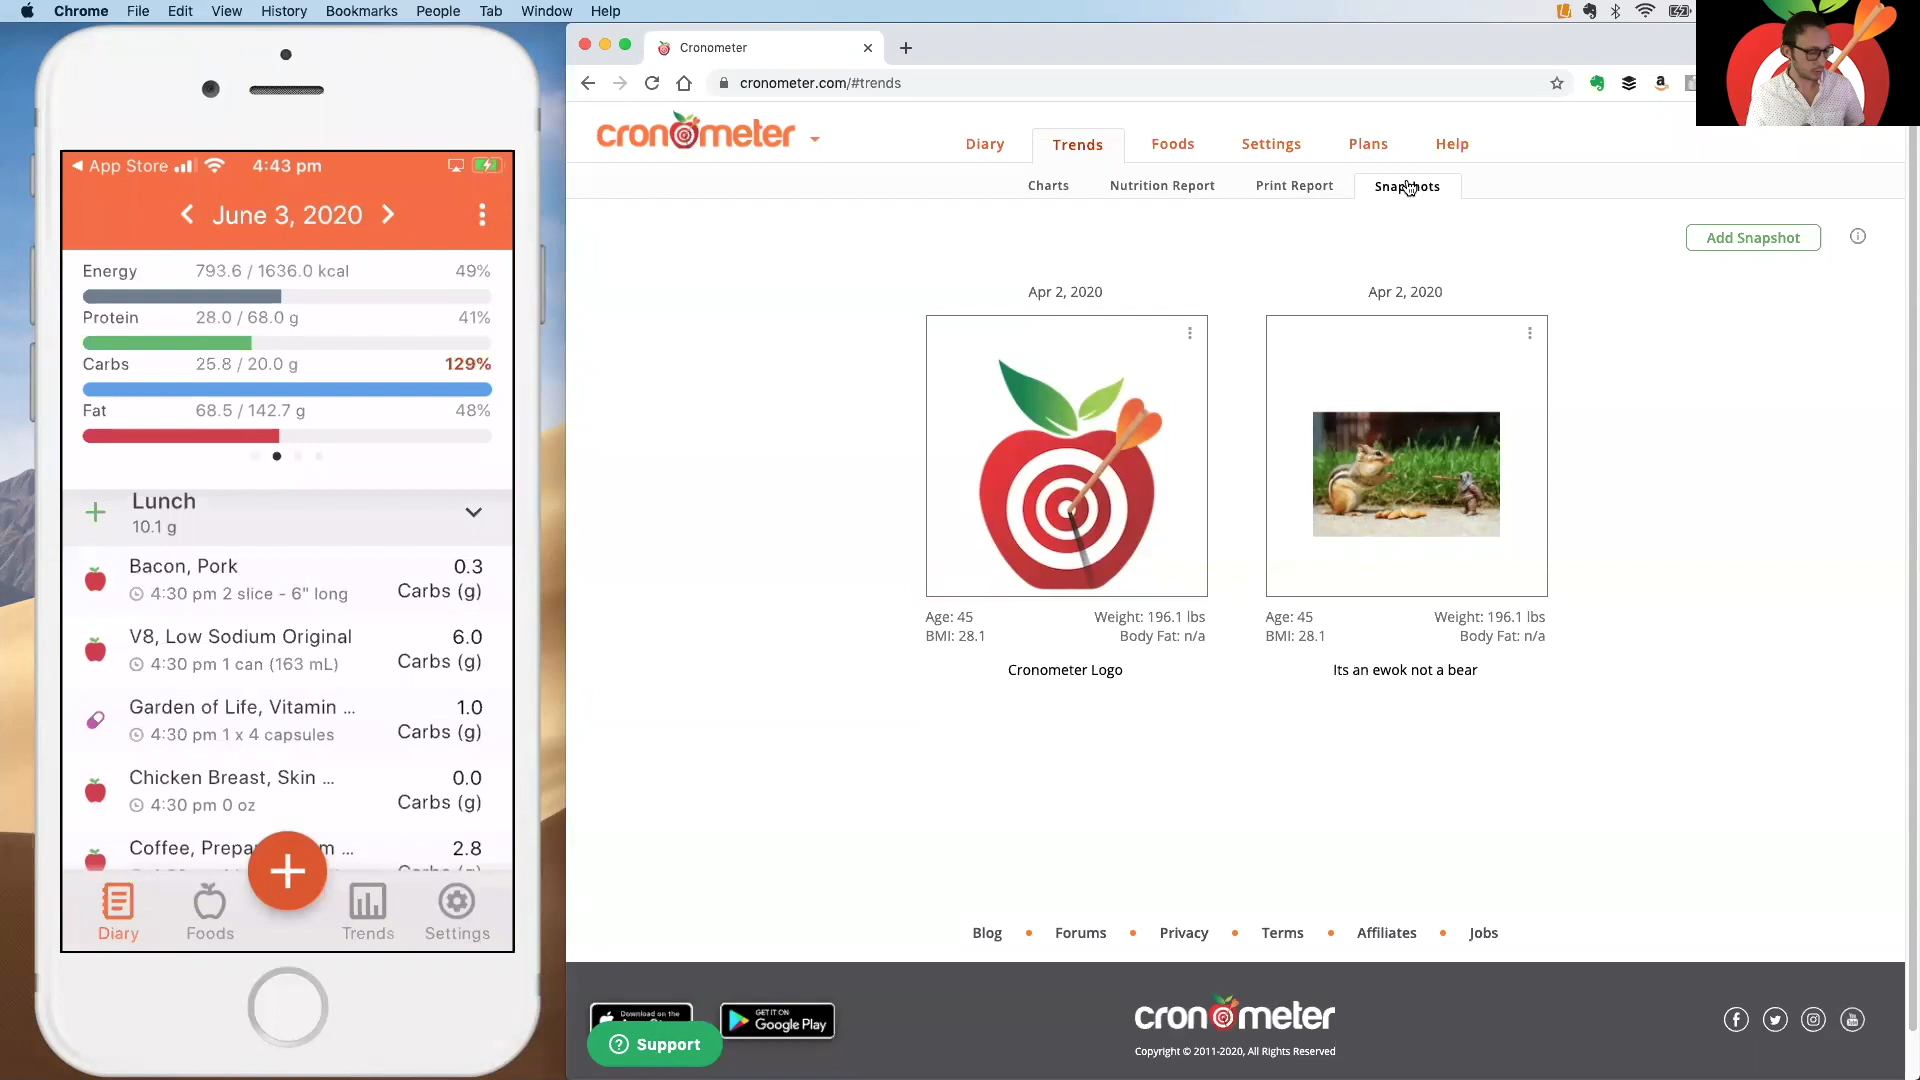 Chrome File Edit View History Bookmarks People Tab Window Help
App Store 4:43 pm
June 3, 2020
Energy 793.6 / 1636.0 kcal 49%
Protein 28.0 / 68.0 g 41%
Carbs 25.8 / 20.0 g 129%
Fat 68.5 / 142.7 g 48%
Lunch
10.1 g
Bacon, Pork 0.3
4:30 pm 2 slice - 6" long Carbs (g)
V8, Low Sodium Original 6.0
4:30 pm 1 can (163 mL) Carbs (g)
Garden of Life, Vitamin ... 1.0
4:30 pm 1 x 4 capsules Carbs (g)
Chicken Breast, Skin ... 0.0
4:30 pm 0 oz Carbs (g)
Coffee, Prepa m ... 2.8
Diary Foods Trends Settings
Cronometer
cronometer.com/#trends
cronometer
Diary Trends Foods Settings Plans Help
Charts Nutrition Report Print Report Snapshots
Add Snapshot
Apr 2, 2020
Age: 45 Weight: 196.1 lbs
BMI: 28.1 Body Fat: n/a
Cronometer Logo
Apr 2, 2020
Age: 45 Weight: 196.1 lbs
BMI: 28.1 Body Fat: n/a
Its an ewok not a bear
Blog Forums Privacy Terms Affiliates Jobs
Download on the
GET IT ON
Google Play
Support
cronometer
Copyright © 2011-2020, All Rights Reserved